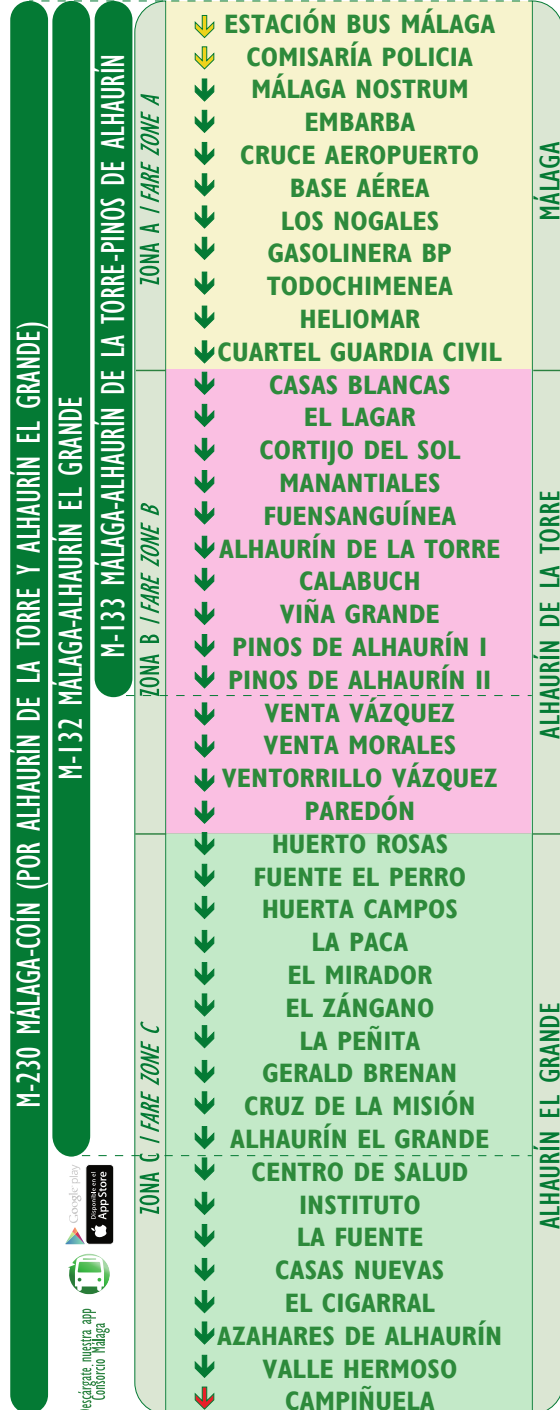 M-230 MÁLAGA-COÍN (POR ALHAURÍN DE LA TORRE Y ALHAURÍN EL GRANDE)
M-132 MÁLAGA-ALHAURÍN EL GRANDE
M-133 MÁLAGA-ALHAURÍN DE LA TORRE-PINOS DE ALHAURÍN
ZONA A / FARE ZONE A
ESTACIÓN BUS MÁLAGA
COMISARÍA POLICIA
MÁLAGA NOSTRUM
EMBARBA
CRUCE AEROPUERTO
BASE AÉREA
LOS NOGALES
GASOLINERA BP
TODOCHIMENEA
HELIOMAR
CUARTEL GUARDIA CIVIL
MÁLAGA
ZONA B / FARE ZONE B
CASAS BLANCAS
EL LAGAR
CORTIJO DEL SOL
MANANTIALES
FUENSANGUÍNEA
ALHAURÍN DE LA TORRE
CALABUCH
VIÑA GRANDE
PINOS DE ALHAURÍN I
PINOS DE ALHAURÍN II
VENTA VÁZQUEZ
VENTA MORALES
VENTORRILLO VÁZQUEZ
PAREDÓN
ALHAURÍN DE LA TORRE
ZONA C / FARE ZONE C
HUERTO ROSAS
FUENTE EL PERRO
HUERTA CAMPOS
LA PACA
EL MIRADOR
EL ZÁNGANO
LA PEÑITA
GERALD BRENAN
CRUZ DE LA MISIÓN
ALHAURÍN EL GRANDE
CENTRO DE SALUD
INSTITUTO
LA FUENTE
CASAS NUEVAS
EL CIGARRAL
AZAHARES DE ALHAURÍN
VALLE HERMOSO
CAMPIÑUELA
ALHAURÍN EL GRANDE
Google play
Disponible en el
App Store
Descárgate nuestra app
Consorcio Málaga